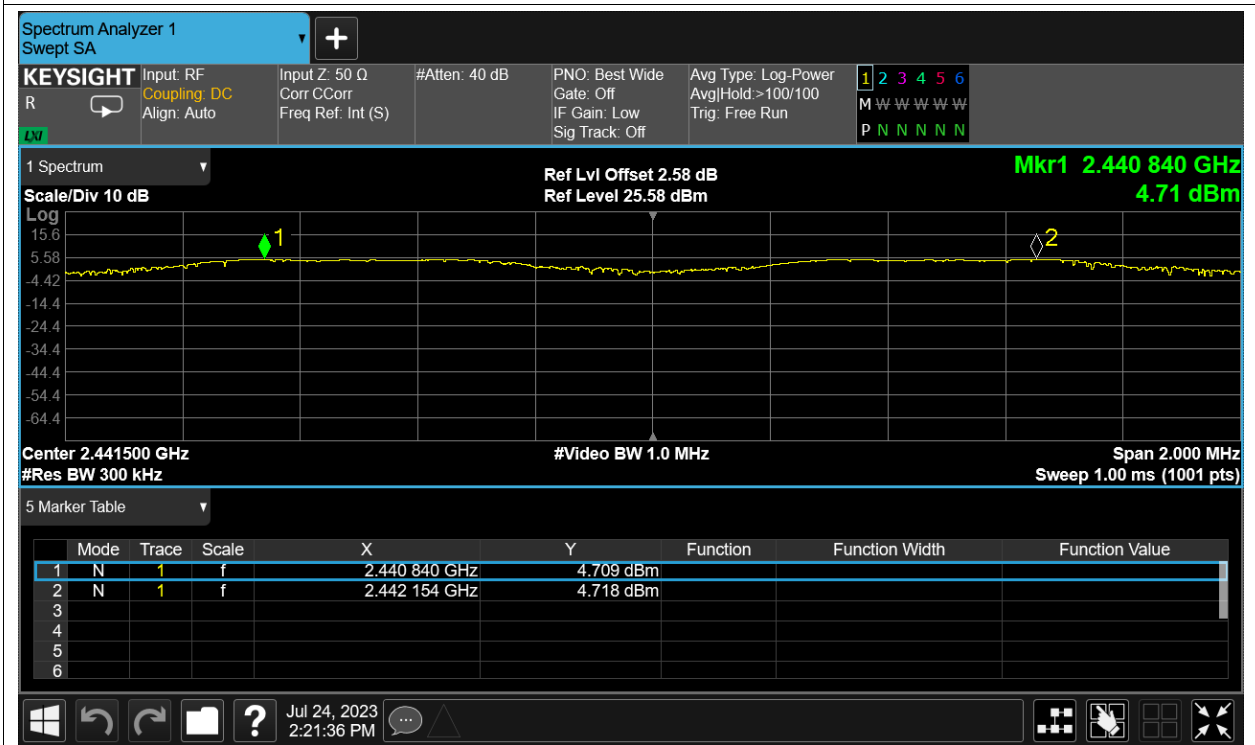 Spectrum Analyzer 1
Swept SA
KEYSIGHT
R
LXI
Input: RF
Coupling: DC
Align: Auto
Input Z: 50 Ω
Corr CCorr
Freq Ref: Int (S)
#Atten: 40 dB
PNO: Best Wide
Gate: Off
IF Gain: Low
Sig Track: Off
Avg Type: Log-Power
Avg|Hold:>100/100
Trig: Free Run
1 2 3 4 5 6
M W W W W W
P N N N N N
1 Spectrum
Scale/Div 10 dB
Ref Lvl Offset 2.58 dB
Ref Level 25.58 dBm
Mkr1 2.440 840 GHz
4.71 dBm
Log
15.6
5.58
-4.42
-14.4
-24.4
-34.4
-44.4
-54.4
-64.4
1
2
Center 2.441500 GHz
#Video BW 1.0 MHz
Span 2.000 MHz
#Res BW 300 kHz
Sweep 1.00 ms (1001 pts)
5 Marker Table
Mode Trace Scale X Y Function Function Width Function Value
1 N 1 f 2.440 840 GHz 4.709 dBm
2 N 1 f 2.442 154 GHz 4.718 dBm
3
4
5
6
?
Jul 24, 2023
2:21:36 PM